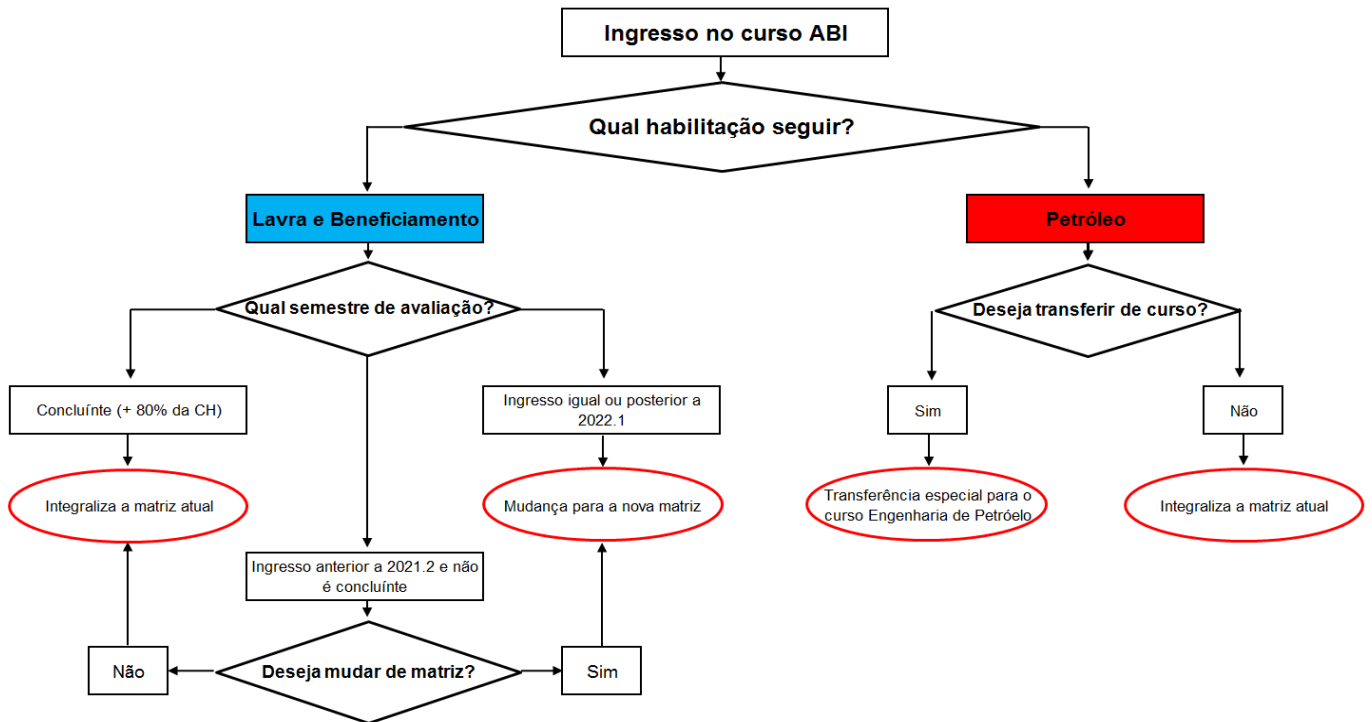 Ingresso no curso ABI
Qual habilitação seguir?
Lavra e Beneficiamento
Petróleo
Qual semestre de avaliação?
Deseja transferir de curso?
Concluínte (+ 80% da CH)
Ingresso igual ou posterior a
2022.1
Sim
Não
Integraliza a matriz atual
Mudança para a nova matriz
Transferência especial para o
curso Engenharia de Petróelo
Integraliza a matriz atual
Ingresso anterior a 2021.2 e não
é concluínte
Não
Deseja mudar de matriz?
Sim